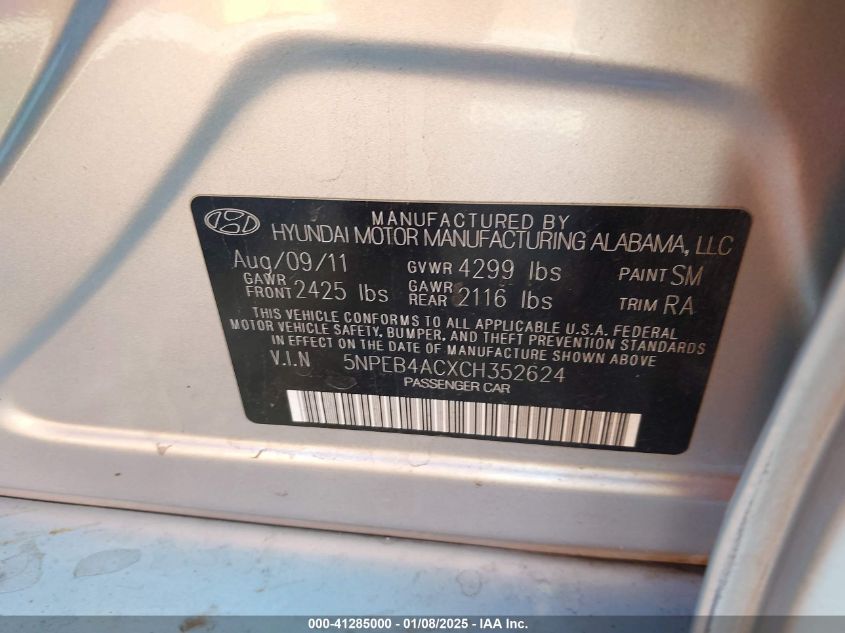 MANUFACTURED BY
HYUNDAI MOTOR MANUFACTURING ALABAMA, LLC
Aug/09/11 GVWR 4299 lbs PAINT SM
GAWR FRONT 2425 lbs GAWR REAR 2116 lbs TRIM RA
THIS VEHICLE CONFORMS TO ALL APPLICABLE U.S.A. FEDERAL
MOTOR VEHICLE SAFETY, BUMPER, AND THEFT PREVENTION STANDARDS
IN EFFECT ON THE DATE OF MANUFACTURE SHOWN ABOVE
V.I.N 5NPEB4ACXCH352624
PASSENGER CAR
000-41285000 - 01/08/2025 - IAA Inc.